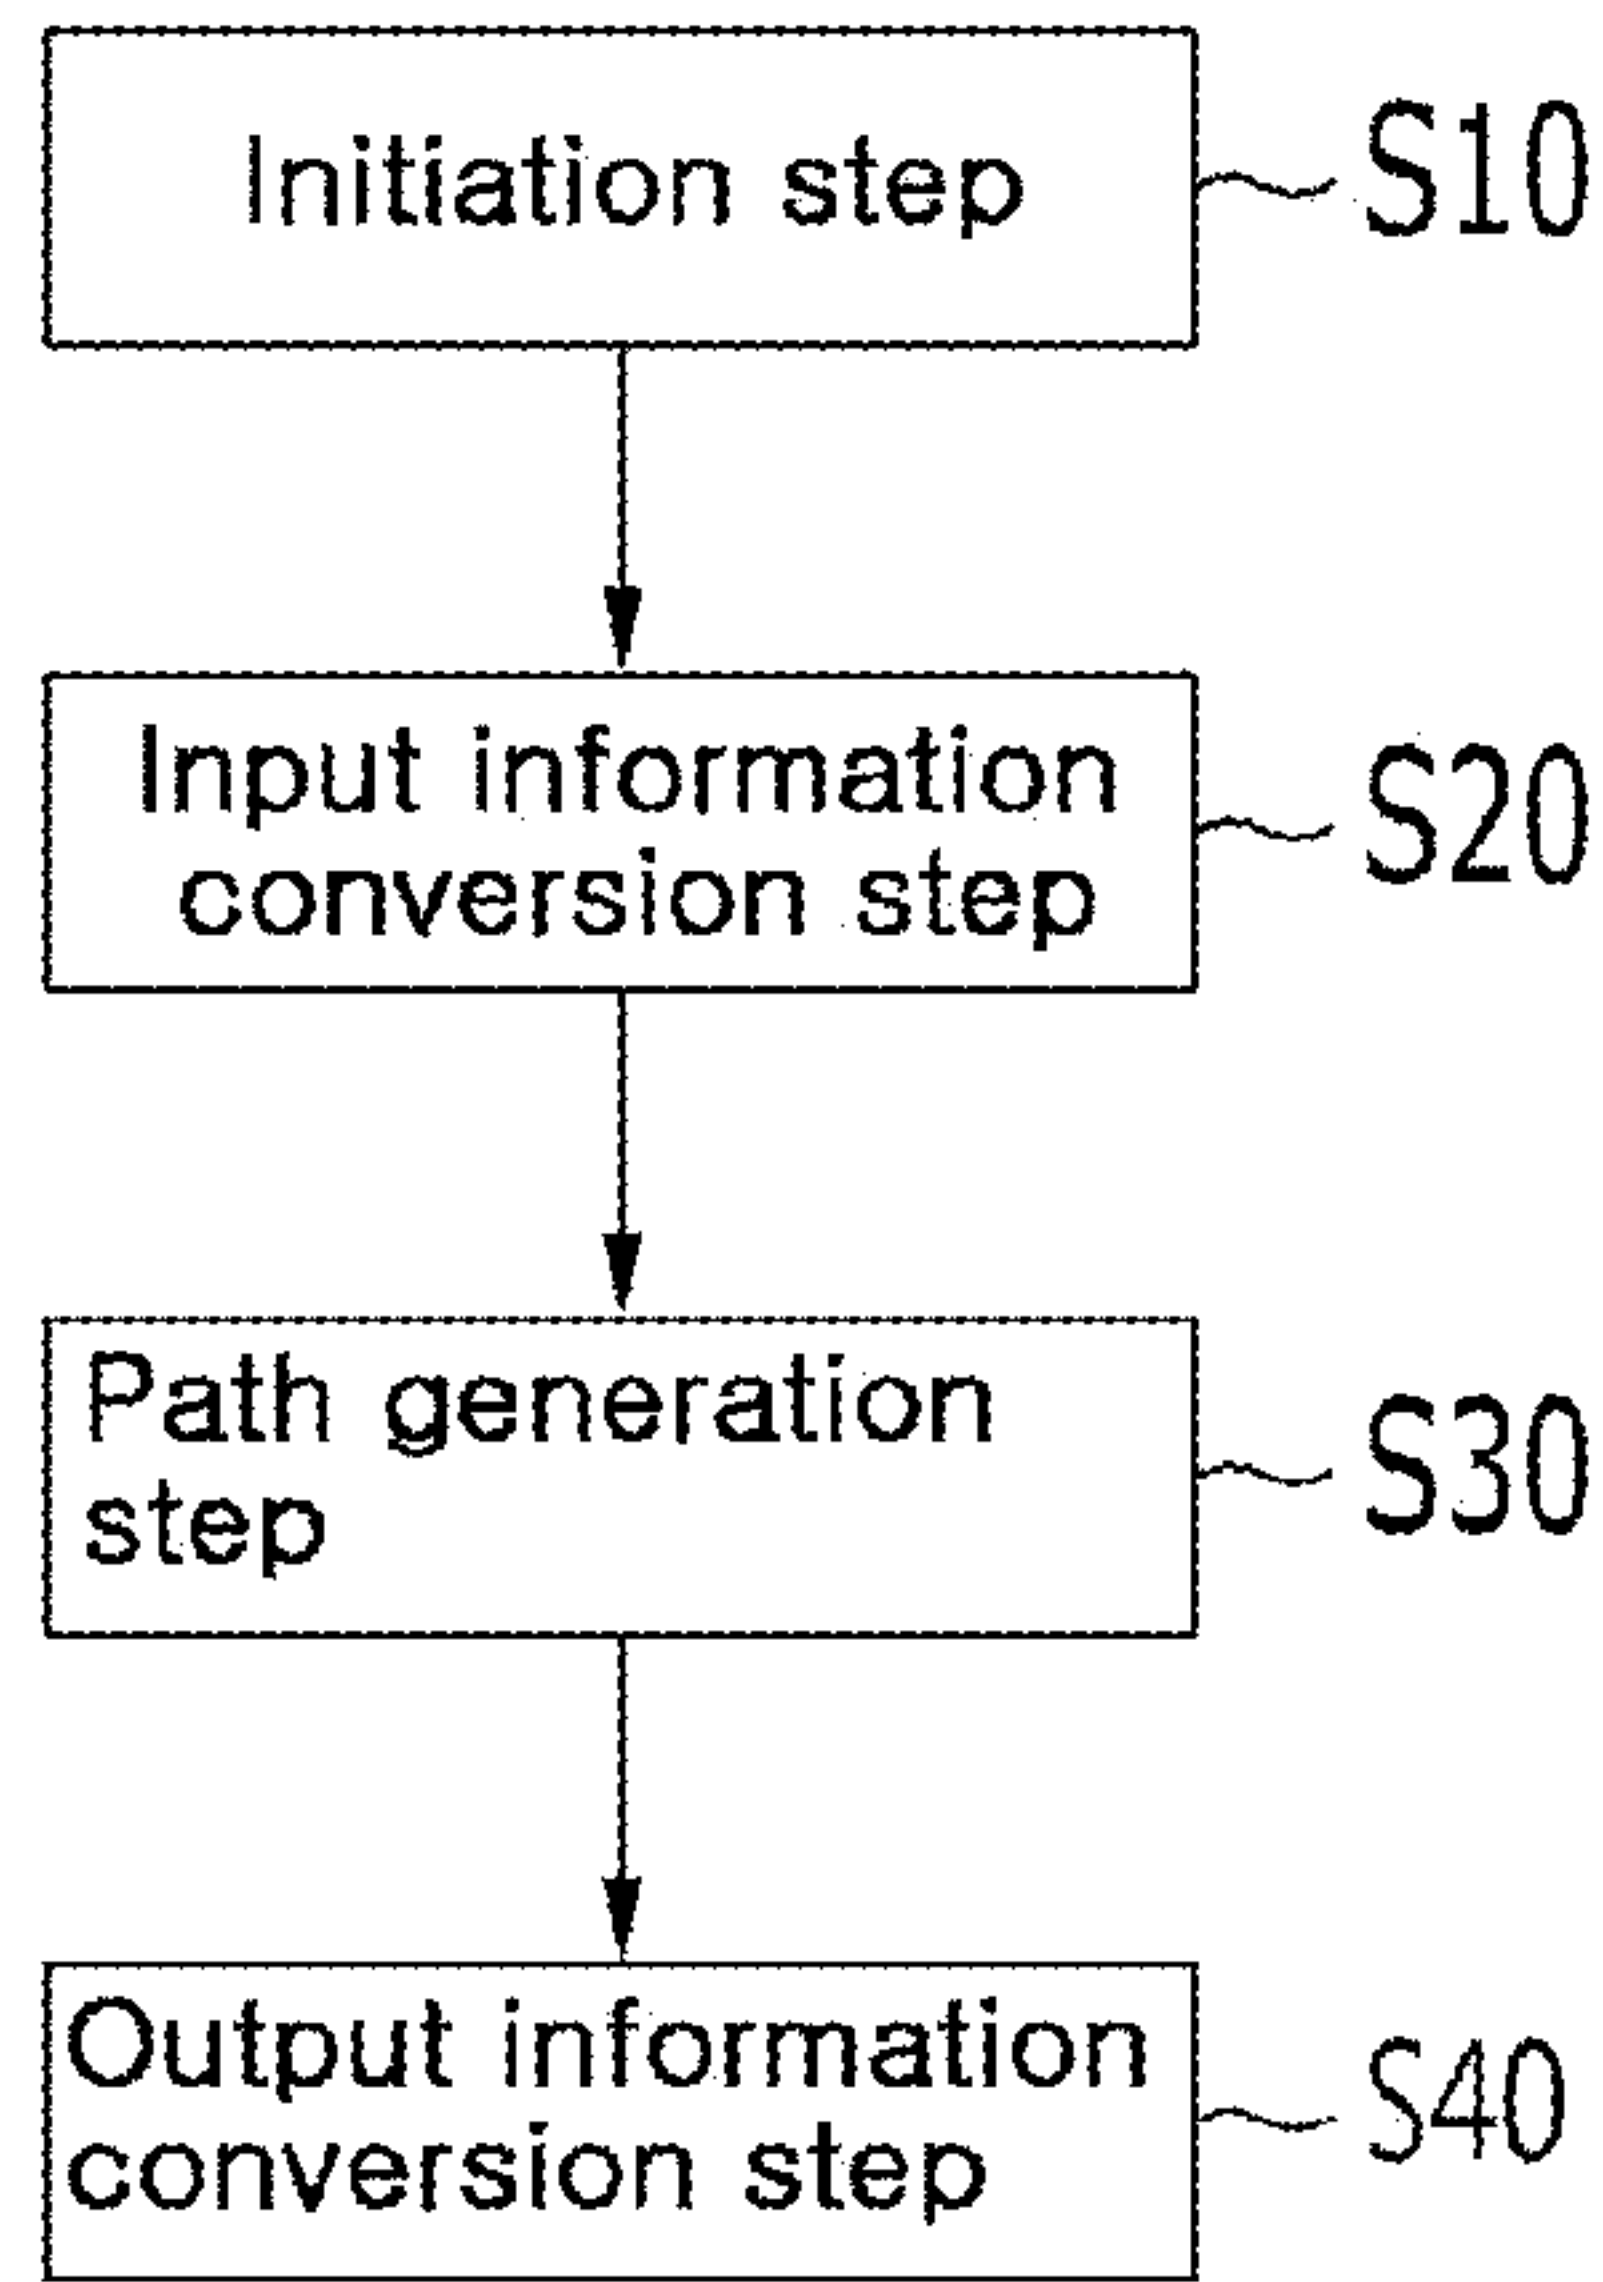 Initiation step
S10
Input information
conversion step
S20
Path generation
step
S30
Output information
conversion step
S40